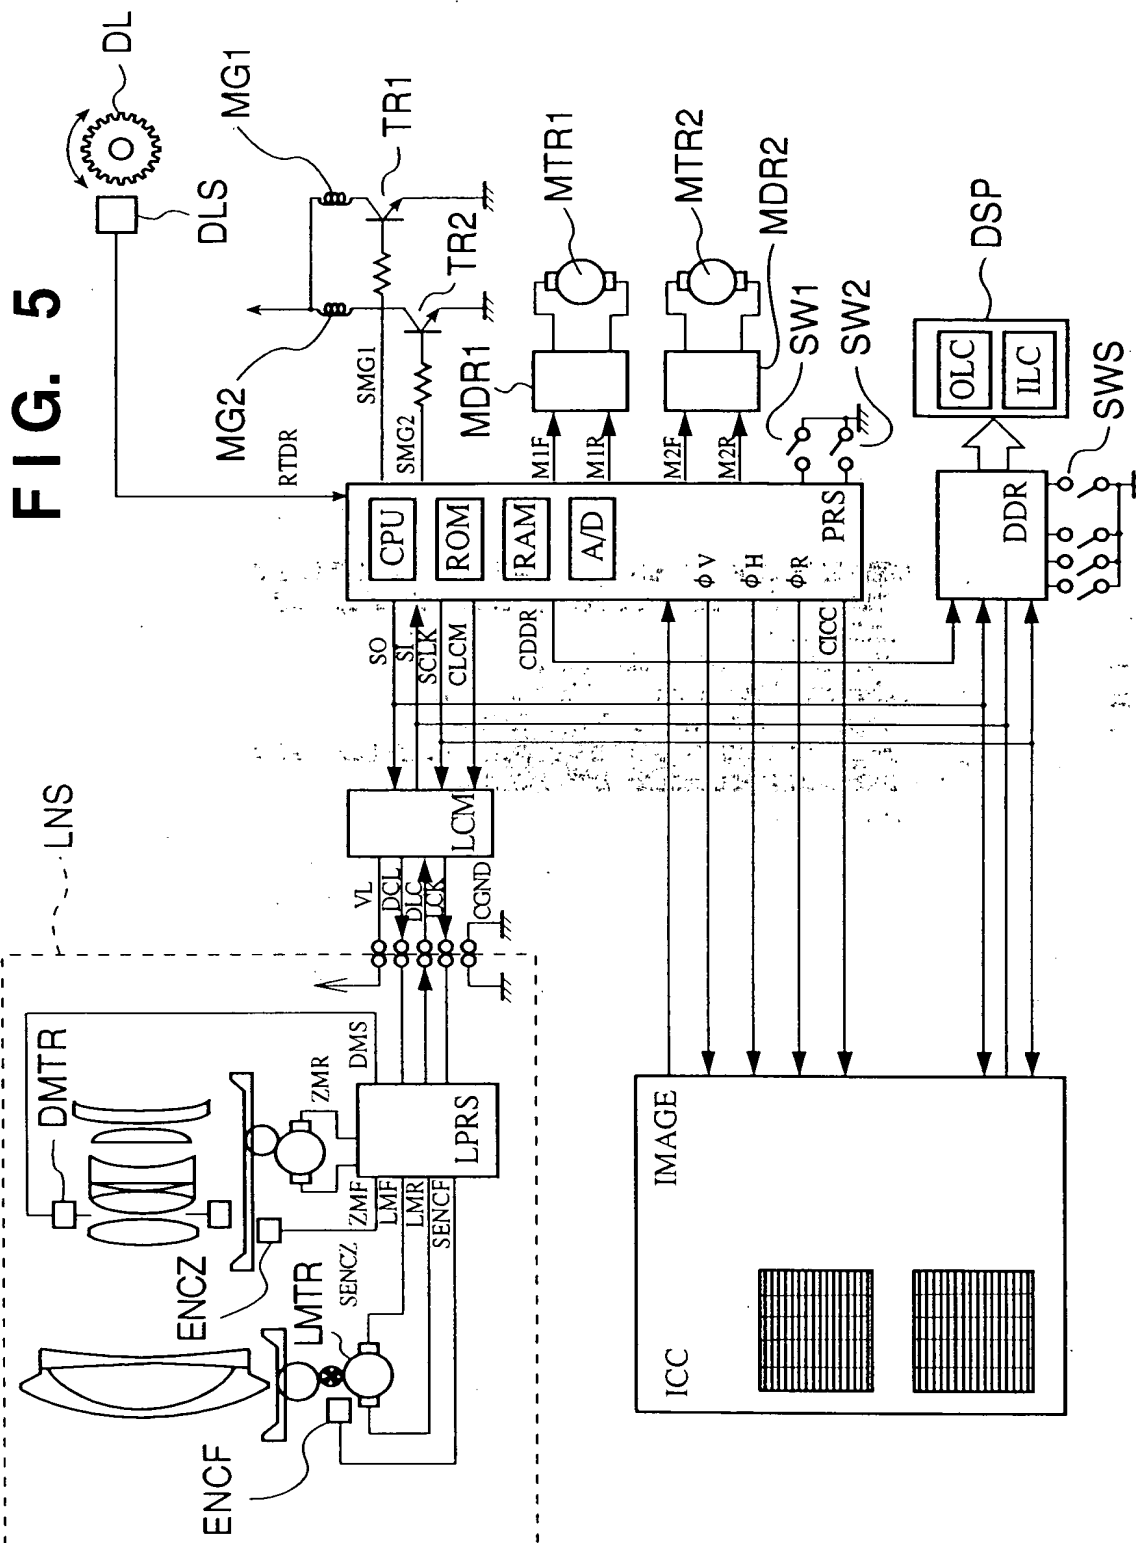 FIG. 5
DL
DLS
RTDR
MG1
MG2
TR1
TR2
SMG1
SMG2
MTR1
MDR1
M1F
M1R
MTR2
MDR2
M2F
M2R
SW1
SW2
CPU
ROM
RAM
A/D
PRS
φV
φH
φR
CICC
SO
SI
SCLK
CLCM
CDDR
DSP
OLC
ILC
DDR
SWS
LNS
LCM
VL
DCL
DLC
LCK
CGND
DMTR
DMS
ZMR
LPRS
ZMF
LMF
LMR
SENCF
SENCZ
ENCZ
LMTR
ENCF
IMAGE
ICC